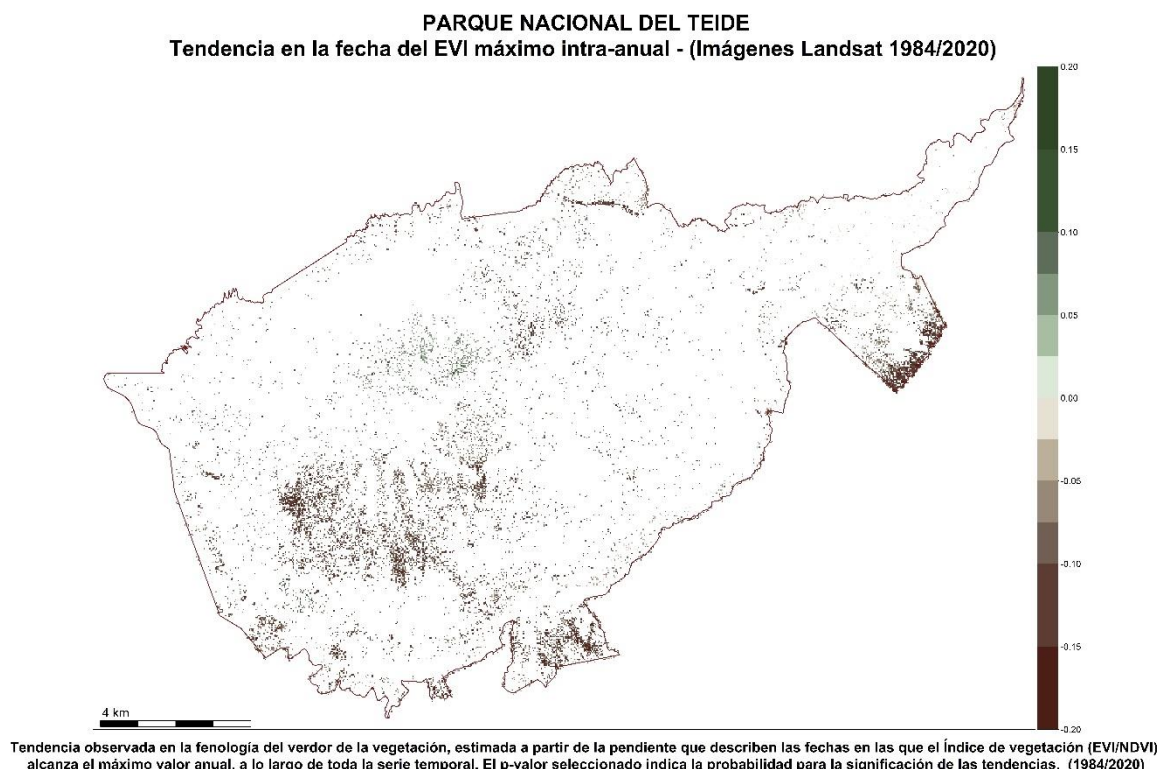 PARQUE NACIONAL DEL TEIDE
Tendencia en la fecha del EVI máximo intra-anual - (Imágenes Landsat 1984/2020)
0.20
0.15
0.10
0.05
0.00
-0.05
-0.10
-0.15
-0.20
4 km
Tendencia observada en la fenología del verdor de la vegetación, estimada a partir de la pendiente que describen las fechas en las que el Índice de vegetación (EVI/NDVI)
alcanza el máximo valor anual, a lo largo de toda la serie temporal. El p-valor seleccionado indica la probabilidad para la significación de las tendencias. (1984/2020)